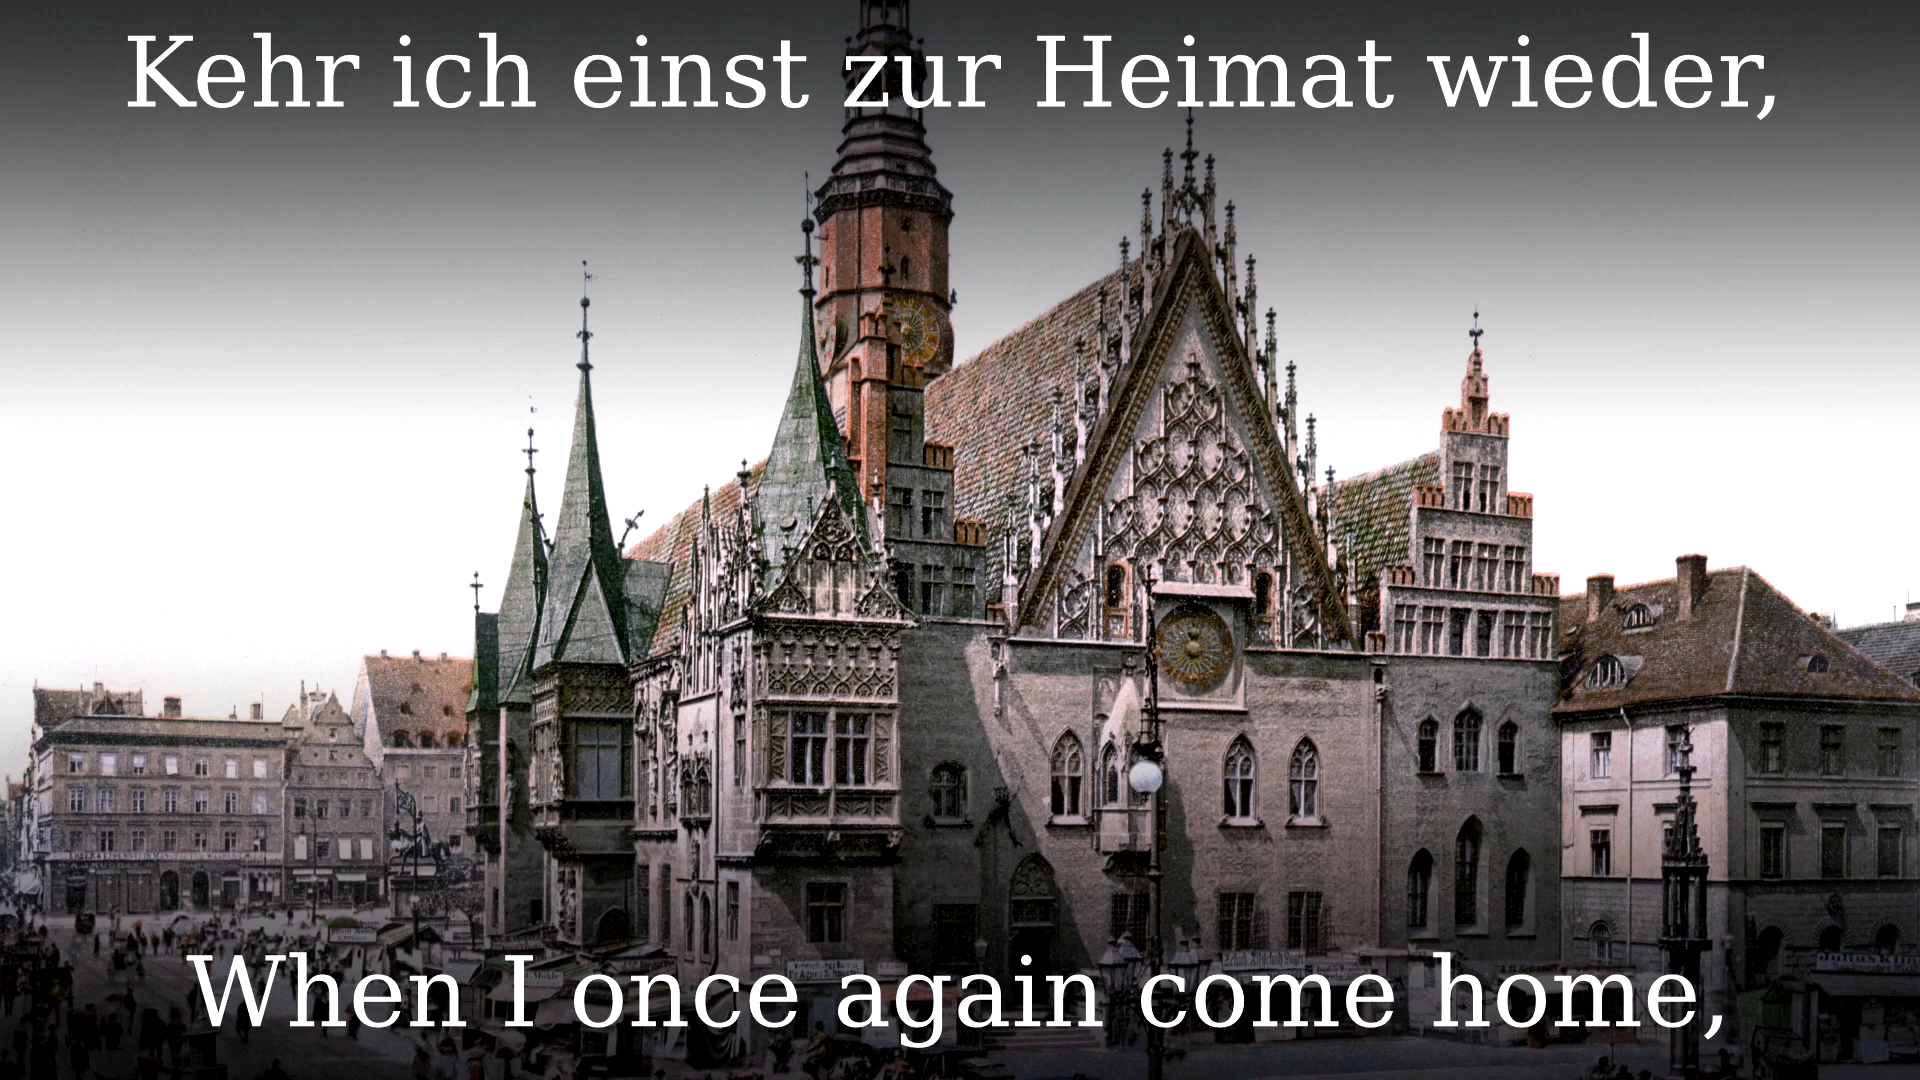 Kehr ich einst zur Heimat wieder,
When I once again come home,